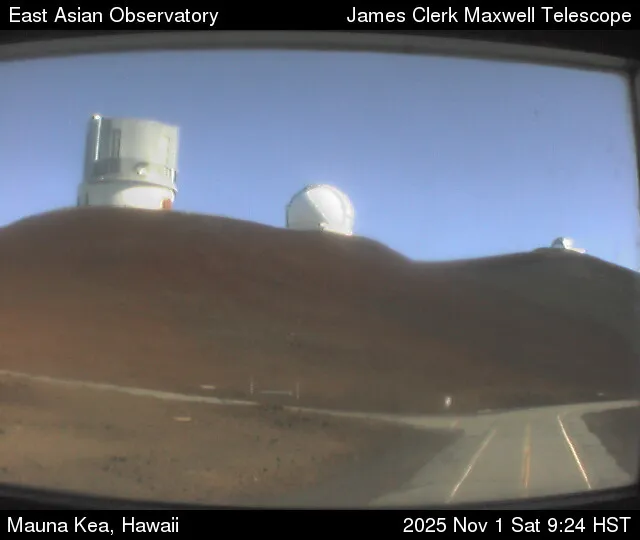 East Asian Observatory
James Clerk Maxwell Telescope
Mauna Kea, Hawaii
2025 Nov 1 Sat 9:24 HST